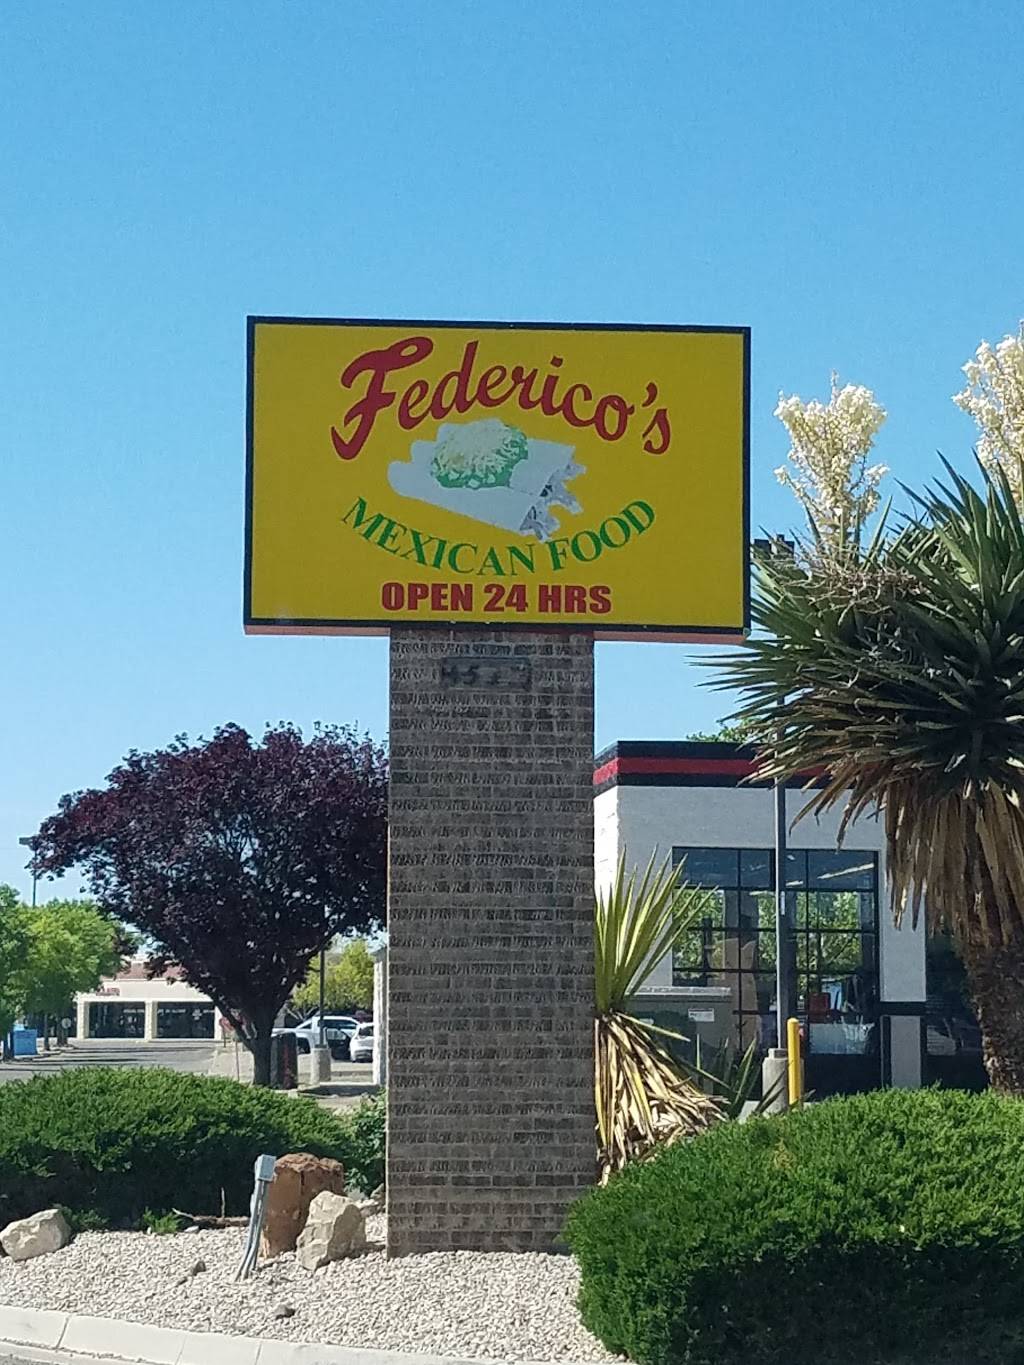 Federico's
MEXICAN FOOD
OPEN 24 HRS